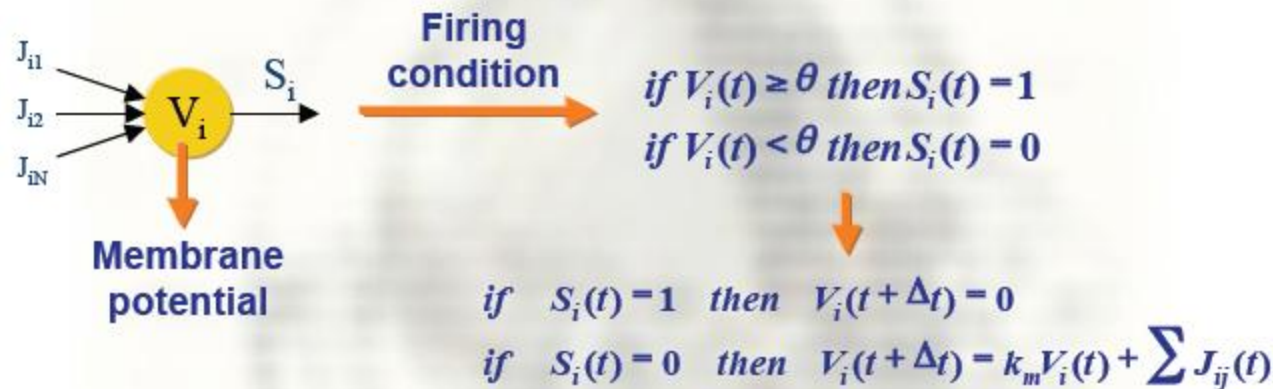 J_i1
J_i2
J_iN
V_i
S_i
Firing
condition
if V_i(t) ≥ θ then S_i(t) = 1
if V_i(t) < θ then S_i(t) = 0
Membrane
potential
if S_i(t) = 1 then V_i(t + Δt) = 0
if S_i(t) = 0 then V_i(t + Δt) = k_m V_i(t) + ∑ J_ij(t)